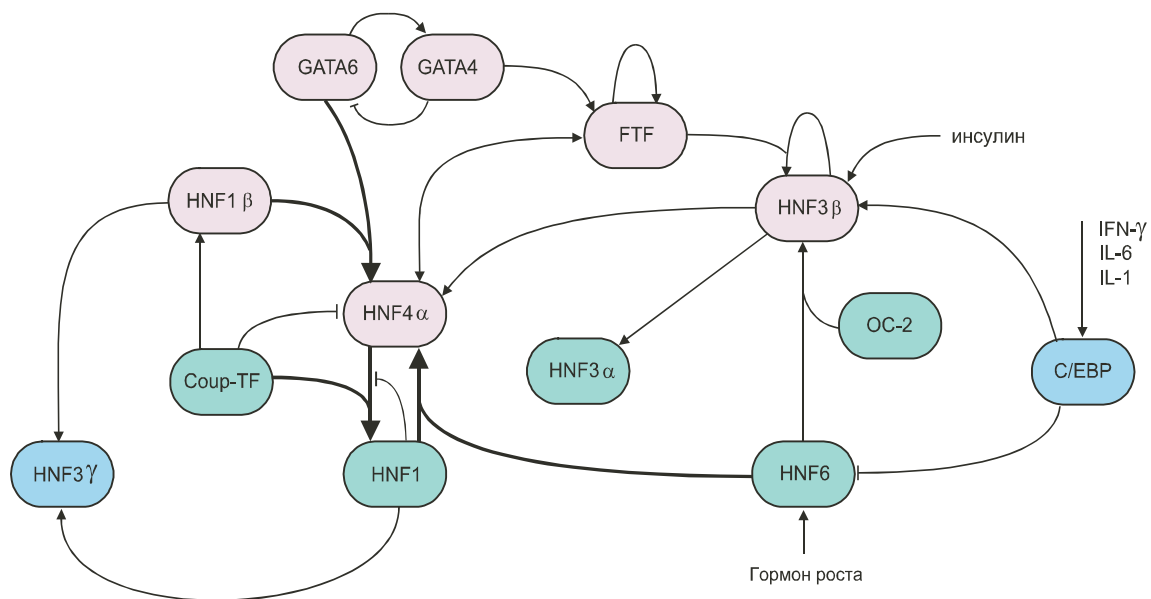 GATA6
GATA4
FTF
инсулин
HNF1 β
HNF3 β
IFN-γ
IL-6
IL-1
HNF4 α
OC-2
Coup-TF
HNF3 α
C/EBP
HNF3 γ
HNF1
HNF6
Гормон роста